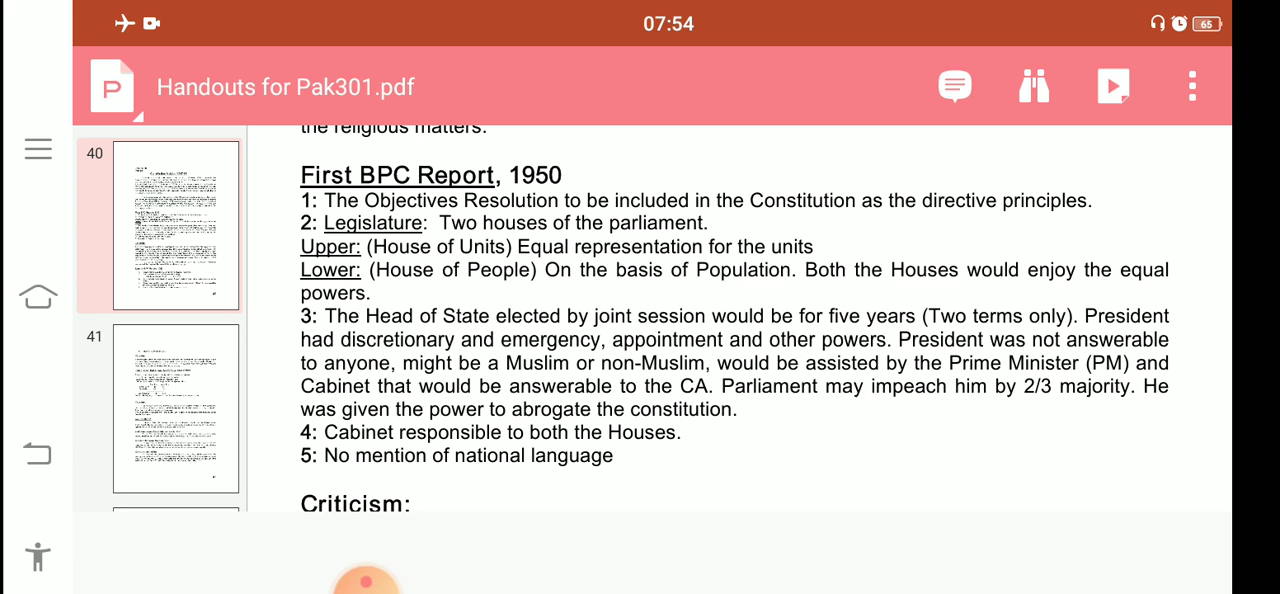 07:54
65
Handouts for Pak301.pdf
the religious matters.
40
First BPC Report, 1950
1: The Objectives Resolution to be included in the Constitution as the directive principles.
2: Legislature: Two houses of the parliament.
Upper: (House of Units) Equal representation for the units
Lower: (House of People) On the basis of Population. Both the Houses would enjoy the equal
powers.
3: The Head of State elected by joint session would be for five years (Two terms only). President
had discretionary and emergency, appointment and other powers. President was not answerable
to anyone, might be a Muslim or non-Muslim, would be assisted by the Prime Minister (PM) and
Cabinet that would be answerable to the CA. Parliament may impeach him by 2/3 majority. He
was given the power to abrogate the constitution.
4: Cabinet responsible to both the Houses.
5: No mention of national language
Criticism:
41